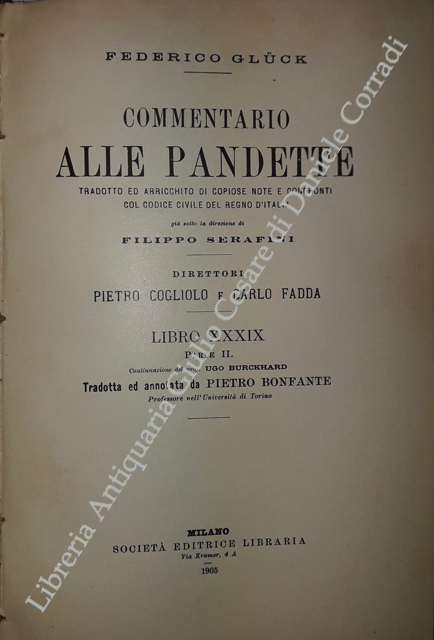 FEDERICO GLÜCK
COMMENTARIO
ALLE PANDETTE
TRADOTTO ED ARRICCHITO DI COPIOSE NOTE E CONFRONTI
COL CODICE CIVILE DEL REGNO D'ITALIA
già sotto la direzione di
FILIPPO SERAFINI
DIRETTORI
PIETRO COGLIOLO E CARLO FADDA
LIBRO XXXIX
PARTE II.
Continuazione del prof. UGO BURCKHARD
Tradotta ed annotata da PIETRO BONFANTE
Professore nell'Università di Torino
MILANO
SOCIETÀ EDITRICE LIBRARIA
Via Kramer, 4 A
1905
Libreria Antiquaria Giulio Cesare di Daniele Corradi